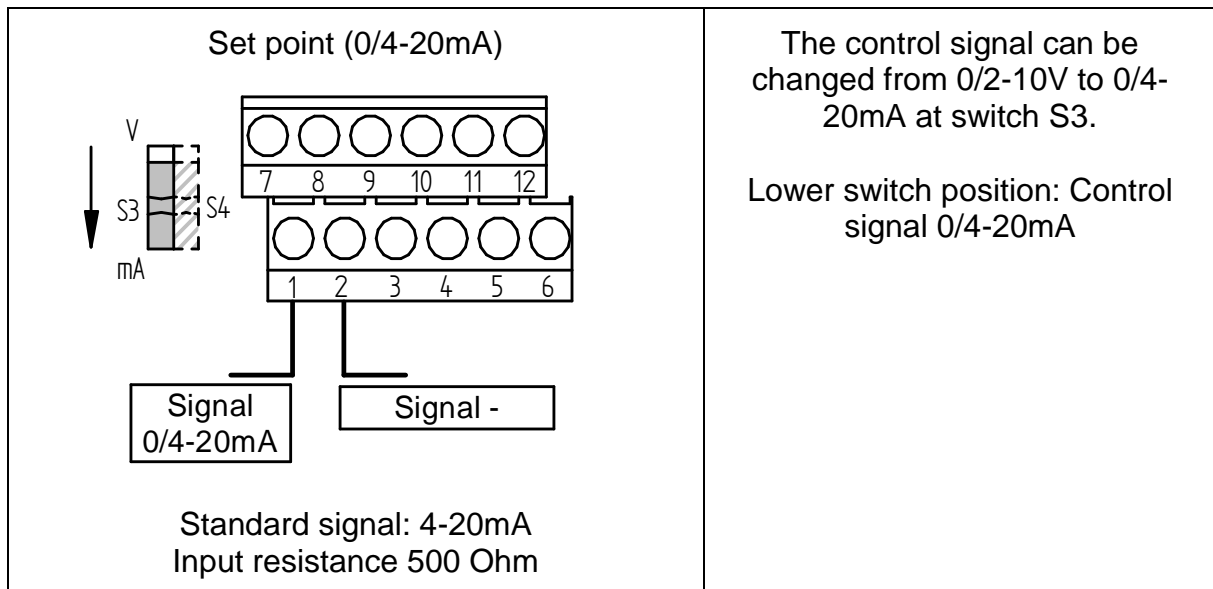 Set point (0/4-20mA)
V
7 8 9 10 11 12
S3 S4
mA
1 2 3 4 5 6
Signal
0/4-20mA
Signal -
Standard signal: 4-20mA
Input resistance 500 Ohm
The control signal can be
changed from 0/2-10V to 0/4-
20mA at switch S3.
Lower switch position: Control
signal 0/4-20mA